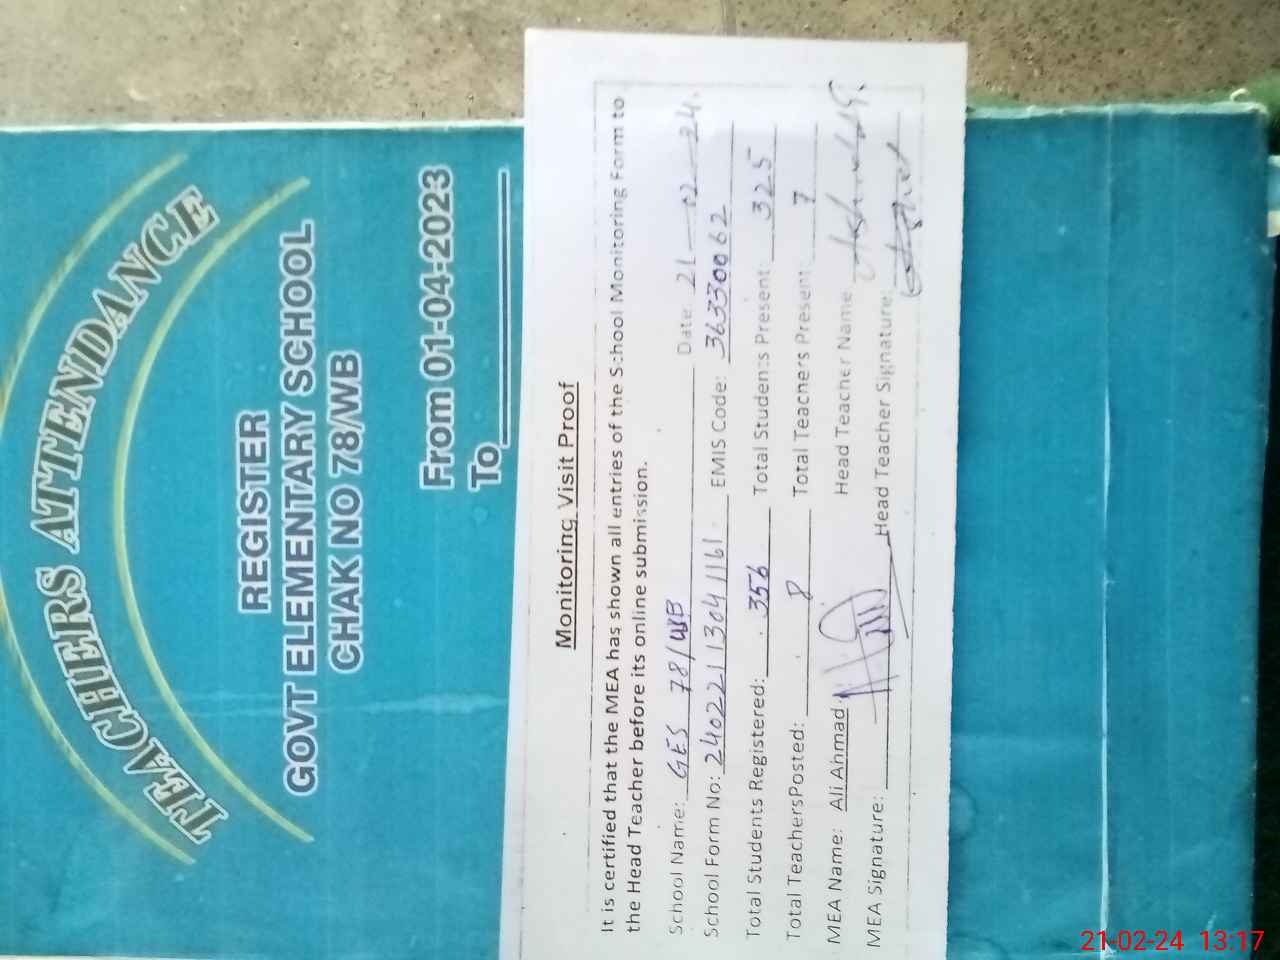 TEACHERS ATTENDANCE
REGISTER
GOVT ELEMENTARY SCHOOL
CHAK NO 78/WB
From 01-04-2023
To
Monitoring Visit Proof
It is certified that the MEA has shown all entries of the School Monitoring Form to
the Head Teacher before its online submission.
School Name: GES 78/WB Date: 21-02-24.
School Form No: 24022111304 1161. EMIS Code: 36330062
Total Students Registered: 356 Total Students Present: 325
Total TeachersPosted: 8 Total Teachers Present: 7
MEA Name: Ali Ahmad Head Teacher Name:
MEA Signature: Head Teacher Signature:
21-02-24 13:17